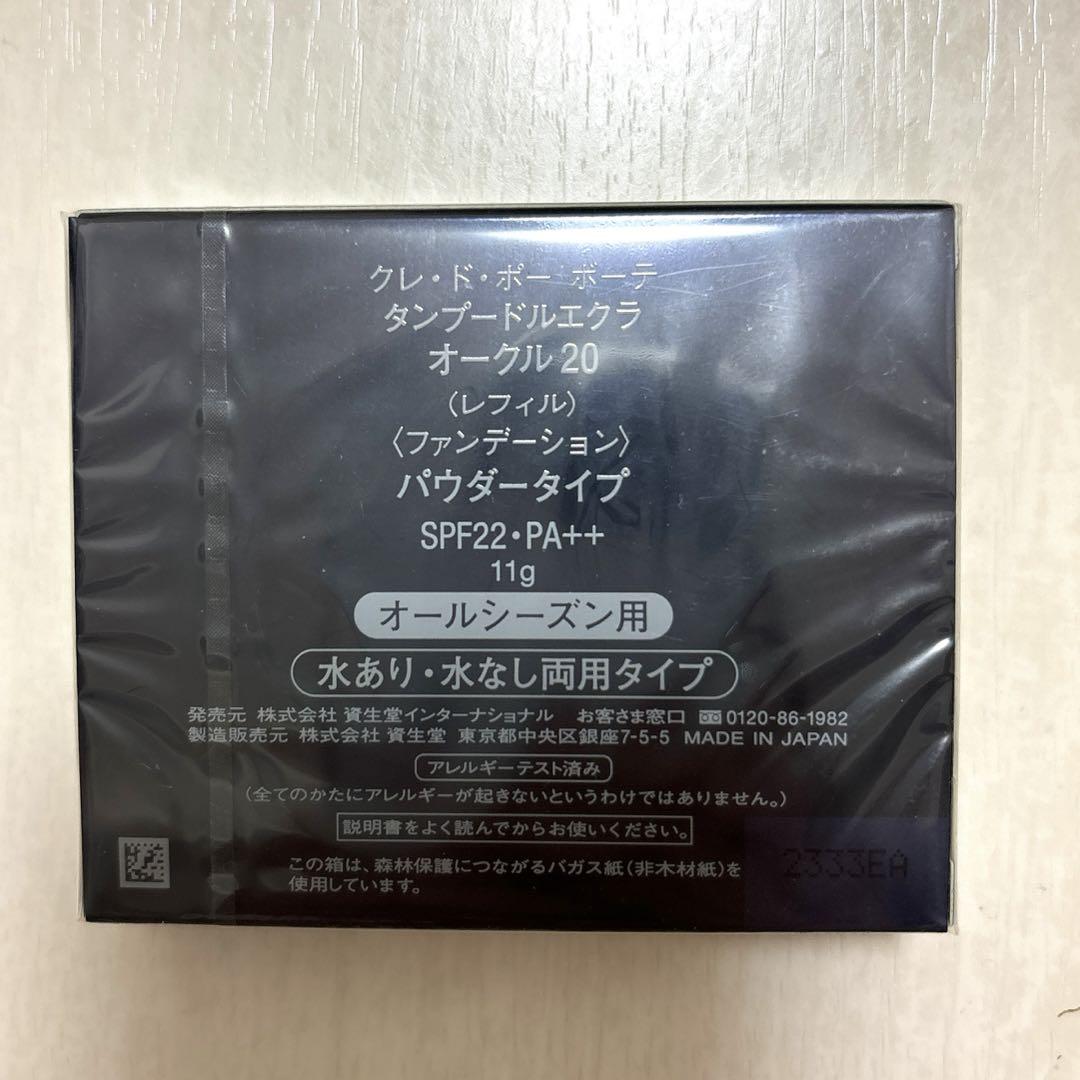 クレ・ド・ポー ボーテ
タンプードルエクラ
オークル20
(レフィル)
〈ファンデーション〉
パウダータイプ
SPF22・PA++
11g
オールシーズン用
水あり・水なし両用タイプ
発売元 株式会社 資生堂インターナショナル お客さま窓口 0120-86-1982
製造販売元 株式会社 資生堂 東京都中央区銀座7-5-5 MADE IN JAPAN
アレルギーテスト済み
(全てのかたにアレルギーが起きないというわけではありません。)
説明書をよく読んでからお使いください。
この箱は、森林保護につながるバガス紙(非木材紙)を
使用しています。
2333EA